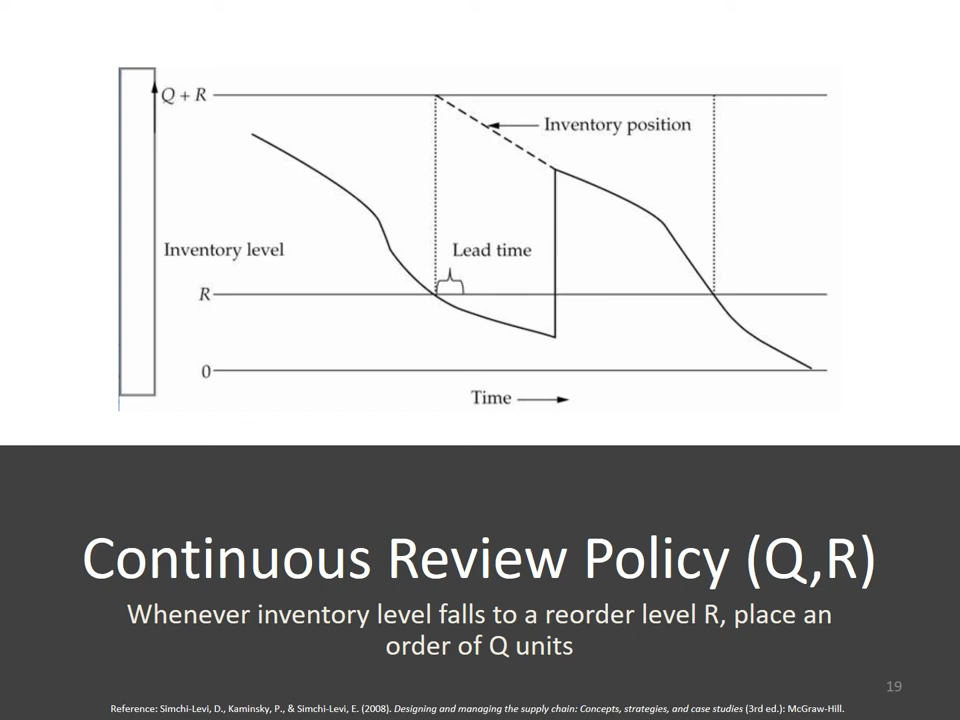 Q + R
Inventory position
Inventory level
Lead time
R
0
Time
Continuous Review Policy (Q,R)
Whenever inventory level falls to a reorder level R, place an
order of Q units
19
Reference: Simchi-Levi, D., Kaminsky, P., & Simchi-Levi, E. (2008). Designing and managing the supply chain: Concepts, strategies, and case studies (3rd ed.): McGraw-Hill.